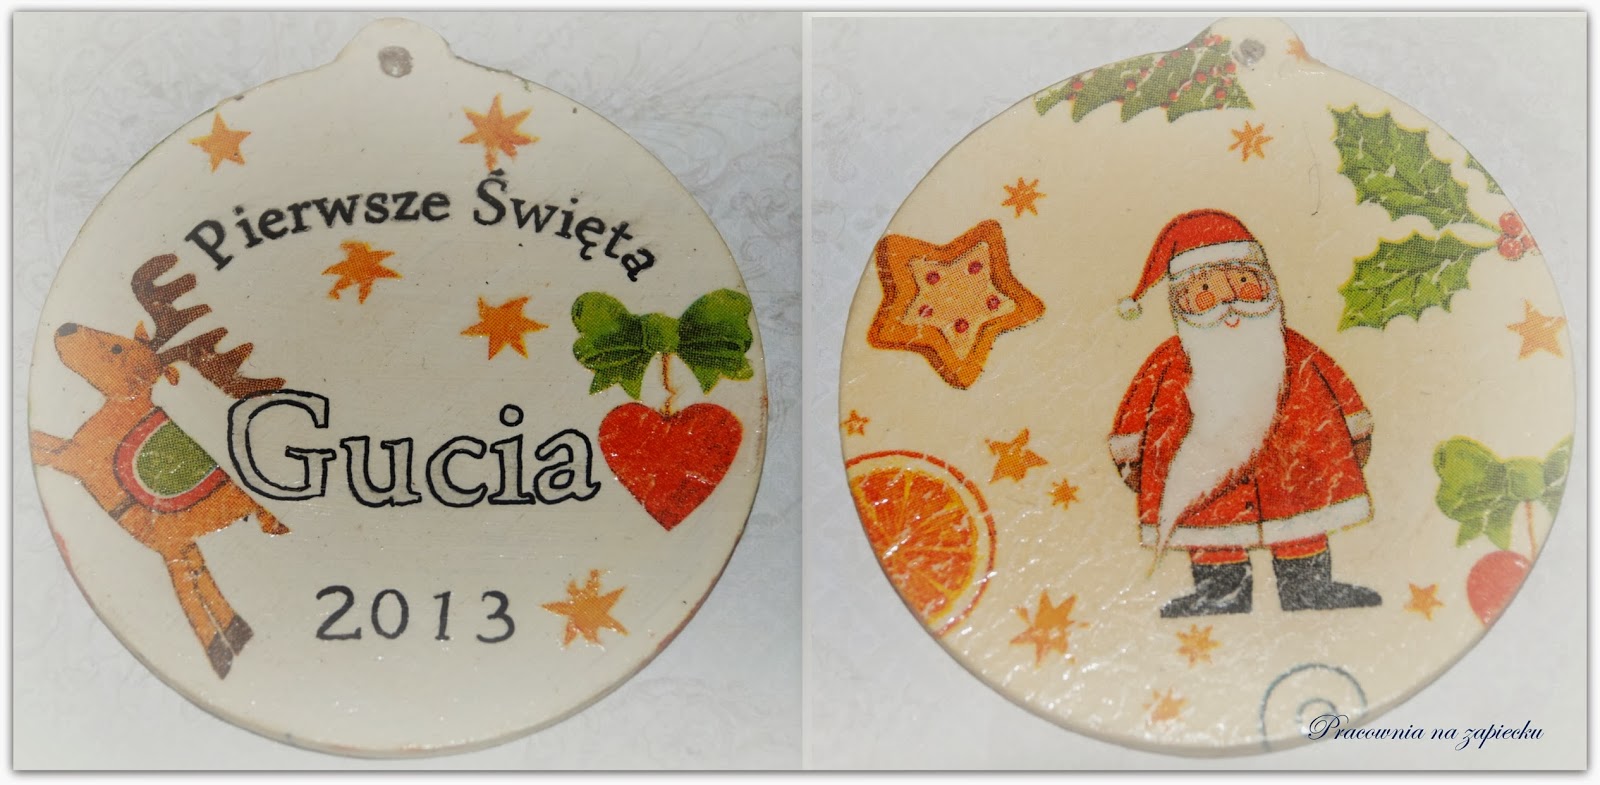 Pierwsze Święta
Gucia
2013
Pracownia na zapiecku